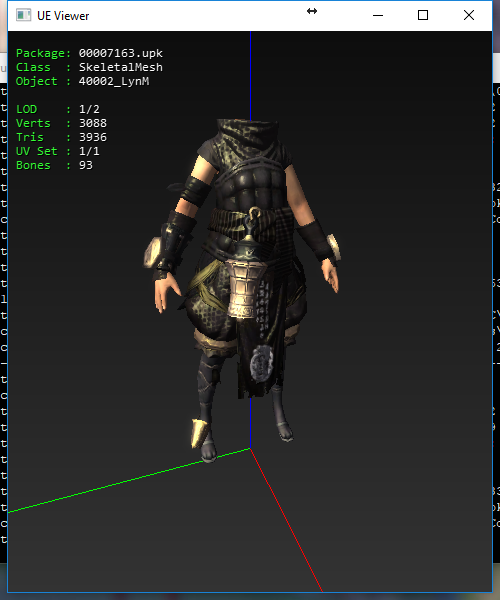 UE Viewer
Package: 00007163.upk
Class : SkeletalMesh
Object : 40002_LynM
LOD : 1/2
Verts : 3088
Tris : 3936
UV Set : 1/1
Bones : 93